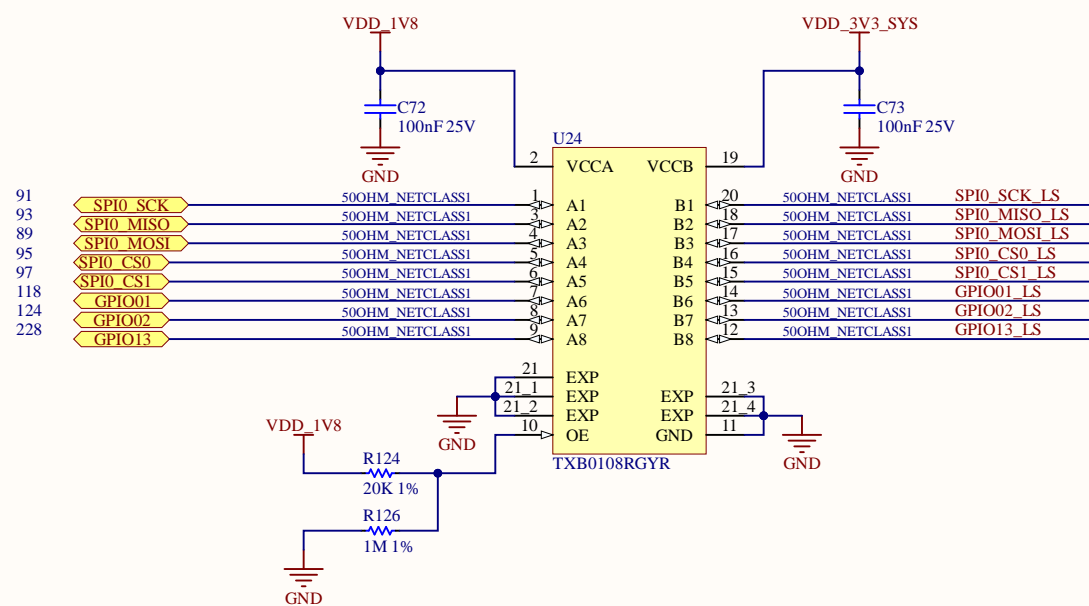 VDD_1V8 VDD_3V3_SYS
C72 C73
100nF 25V 100nF 25V
GND GND
U24
2 VCCA VCCB 19
91 SPI0_SCK 50OHM_NETCLASS1 1 A1 B1 20 50OHM_NETCLASS1 SPI0_SCK_LS
93 SPI0_MISO 50OHM_NETCLASS1 3 A2 B2 18 50OHM_NETCLASS1 SPI0_MISO_LS
89 SPI0_MOSI 50OHM_NETCLASS1 4 A3 B3 17 50OHM_NETCLASS1 SPI0_MOSI_LS
95 SPI0_CS0 50OHM_NETCLASS1 5 A4 B4 16 50OHM_NETCLASS1 SPI0_CS0_LS
97 SPI0_CS1 50OHM_NETCLASS1 6 A5 B5 15 50OHM_NETCLASS1 SPI0_CS1_LS
118 GPIO01 50OHM_NETCLASS1 7 A6 B6 14 50OHM_NETCLASS1 GPIO01_LS
124 GPIO02 50OHM_NETCLASS1 8 A7 B7 13 50OHM_NETCLASS1 GPIO02_LS
228 GPIO13 50OHM_NETCLASS1 9 A8 B8 12 50OHM_NETCLASS1 GPIO13_LS
21 EXP
21_1 EXP EXP 21_3
21_2 EXP EXP 21_4
10 OE GND 11
GND GND
VDD_1V8
TXB0108RGYR
R124
20K 1%
R126
1M 1%
GND